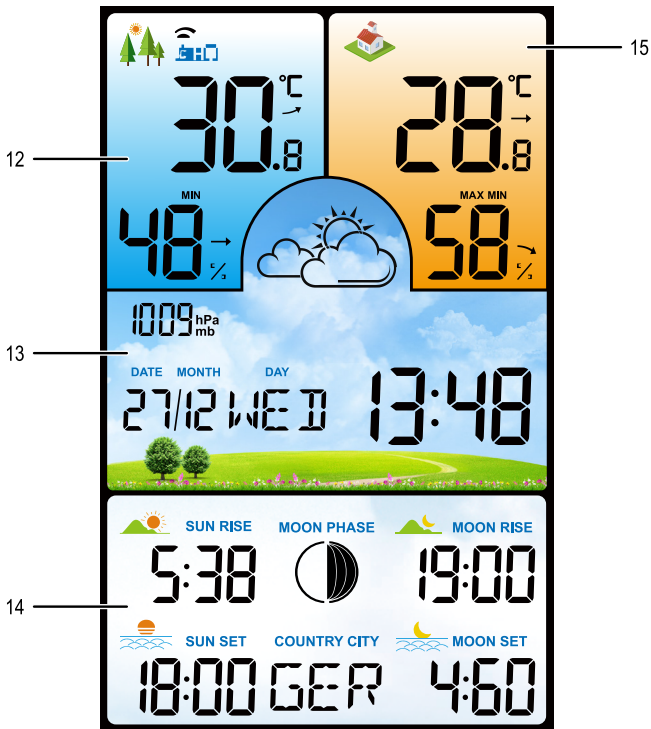 30.8 °C
28.8 °C
15
12
MIN
48 %
MAX MIN
58 %
1009 hPa
mb
13
DATE MONTH DAY
27/12 WED 13:48
SUN RISE MOON PHASE MOON RISE
5:38 19:00
14
SUN SET COUNTRY CITY MOON SET
18:00 GER 4:60